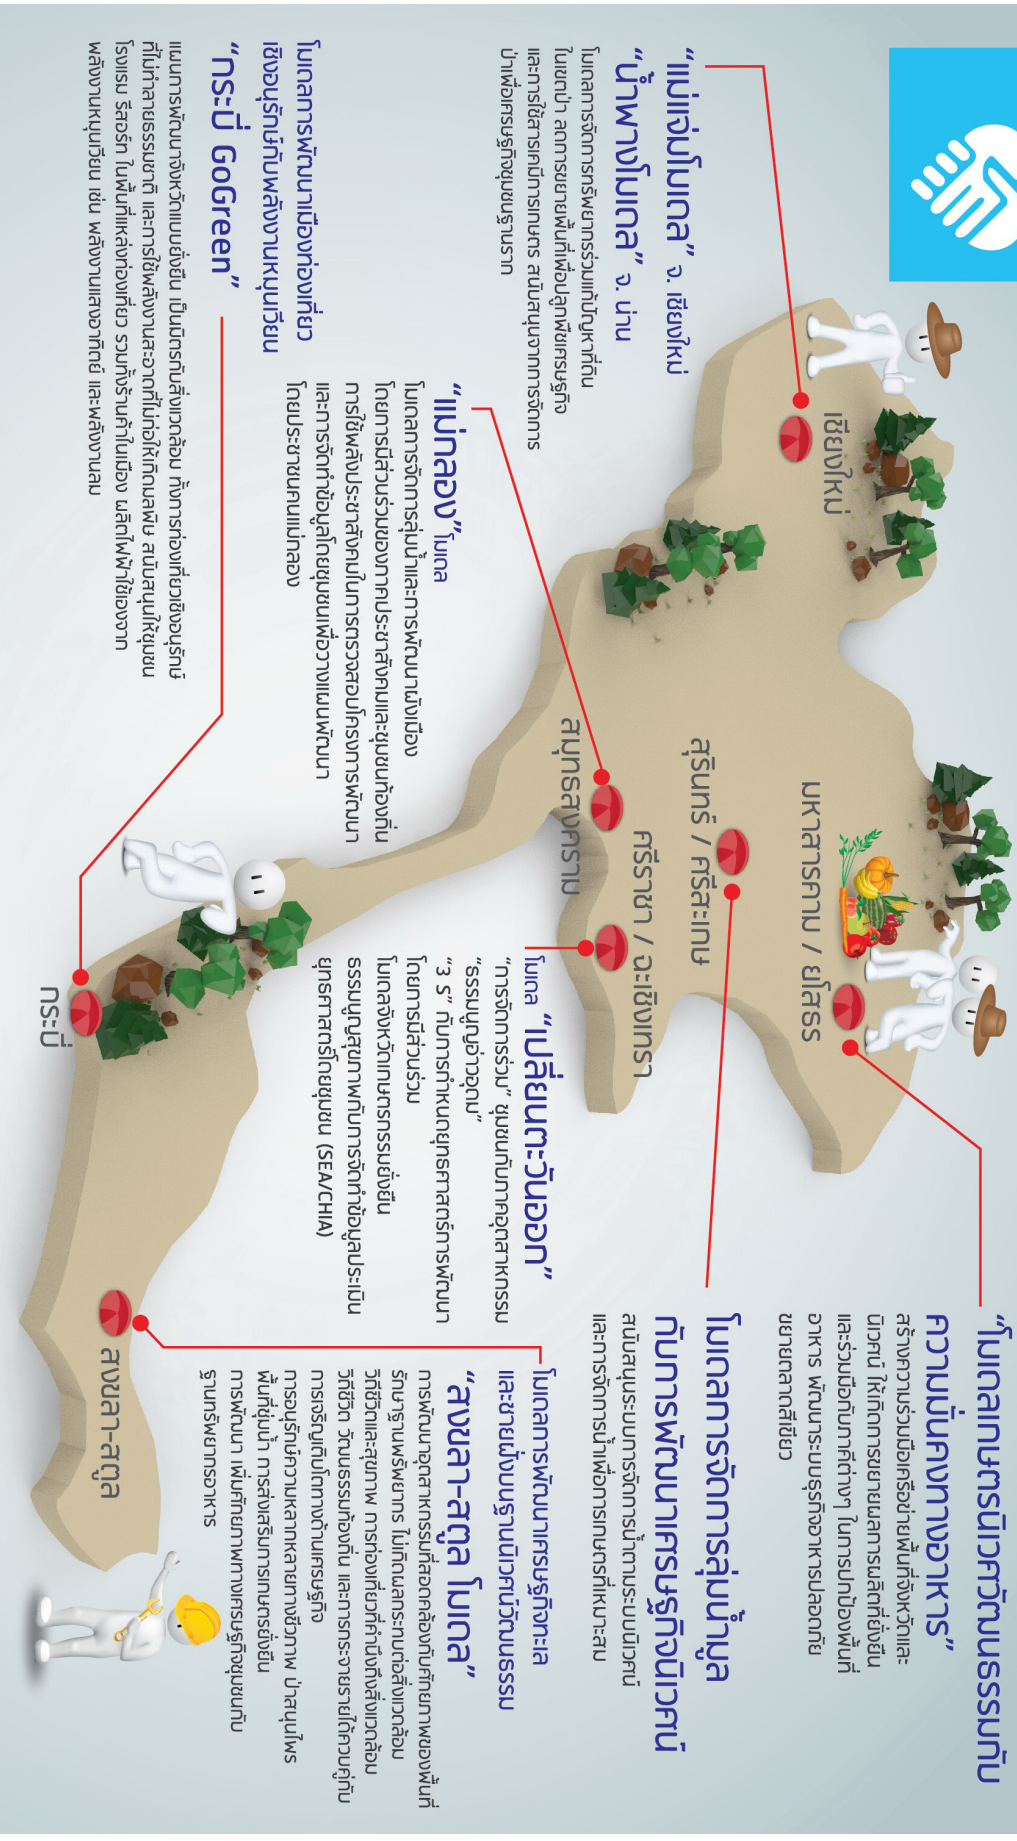 “แม่แจ่มโมเดล” จ. เชียงใหม่
“น้ำพางโมเดล” จ. น่าน
โมเดลการจัดการทรัพยากรร่วมแก้ปัญหาที่ดิน
ในเขตป่า ลดการขยายพื้นที่เพื่อปลูกพืชเศรษฐกิจ
และการใช้สารเคมีการเกษตร สนับสนุนจากการจัดการ
ป่าเพื่อเศรษฐกิจชุมชนฐานราก
โมเดลการพัฒนาเมืองท่องเที่ยว
เชิงอนุรักษ์กับพลังงานหมุนเวียน
“กระบี่ GoGreen”
แผนการพัฒนาจังหวัดแบบยั่งยืน เป็นมิตรกับสิ่งแวดล้อม ทั้งการท่องเที่ยวเชิงอนุรักษ์
ที่ไม่ทำลายธรรมชาติ และการใช้พลังงานสะอาดที่ไม่ก่อให้เกิดมลพิษ สนับสนุนให้ชุมชน
โรงแรม รีสอร์ท ในพื้นที่แหล่งท่องเที่ยว รวมทั้งร้านค้าในเมือง ผลิตไฟฟ้าใช้เองจาก
พลังงานหมุนเวียน เช่น พลังงานแสงอาทิตย์ และพลังงานลม
“แม่กลอง” โมเดล
โมเดลการจัดการลุ่มน้ำและการพัฒนาผังเมือง
โดยการมีส่วนร่วมของภาคประชาสังคมและชุมชนท้องถิ่น
การใช้พลังประชาสังคมในการตรวจสอบโครงการพัฒนา
และการจัดทำข้อมูลโดยชุมชนเพื่อวางแผนพัฒนา
โดยประชาชนคนแม่กลอง
เชียงใหม่
มหาสารคาม / ยโสธร
สุรินทร์ / ศรีสะเกษ
ศรีราชา / ฉะเชิงเทรา
สมุทรสงคราม
กระบี่
สงขลา-สตูล
โมเดล “เปลี่ยนตะวันออก”
“การจัดการร่วม” ชุมชนกับภาคอุตสาหกรรม
“ธรรมนูญอ่าวอุดม”
“3 ส” กับการกำหนดยุทธศาสตร์การพัฒนา
โดยการมีส่วนร่วม
โมเดลจังหวัดเกษตรกรรมยั่งยืน
ธรรมนูญสุขภาพกับการจัดทำข้อมูลประเมิน
ยุทธศาสตร์โดยชุมชน (SEA/CHIA)
“โมเดลเกษตรนิเวศวัฒนธรรมกับ
ความมั่นคงทางอาหาร”
สร้างความร่วมมือเครือข่ายพื้นที่จังหวัดและ
นิเวศน์ ให้เกิดการขยายผลการผลิตที่ยั่งยืน
และร่วมมือกับภาคีต่างๆ ในการปกป้องพื้นที่
อาหาร พัฒนาระบบธุรกิจอาหารปลอดภัย
ขยายตลาดสีเขียว
โมเดลการจัดการลุ่มน้ำมูล
กับการพัฒนาเศรษฐกิจนิเวศน์
สนับสนุนระบบการจัดการน้ำตามระบบนิเวศน์
และการจัดการน้ำเพื่อการเกษตรที่เหมาะสม
โมเดลการพัฒนาเศรษฐกิจทะเล
และชายฝั่งบนฐานนิเวศน์วัฒนธรรม
“สงขลา-สตูล โมเดล”
การพัฒนาอุตสาหกรรมที่สอดคล้องกับศักยภาพของพื้นที่
รักษาฐานทรัพยากร ไม่เกิดผลกระทบต่อสิ่งแวดล้อม
วิถีชีวิตและสุขภาพ การท่องเที่ยวที่คำนึงถึงสิ่งแวดล้อม
วิถีชีวิต วัฒนธรรมท้องถิ่น และการกระจายรายได้ควบคู่กับ
การเจริญเติบโตทางด้านเศรษฐกิจ
การอนุรักษ์ความหลากหลายทางชีวภาพ ป่าสมุนไพร
พื้นที่ชุ่มน้ำ การส่งเสริมการเกษตรยั่งยืน
การพัฒนา เพิ่มศักยภาพทางเศรษฐกิจชุมชนกับ
ฐานทรัพยากรอาหาร